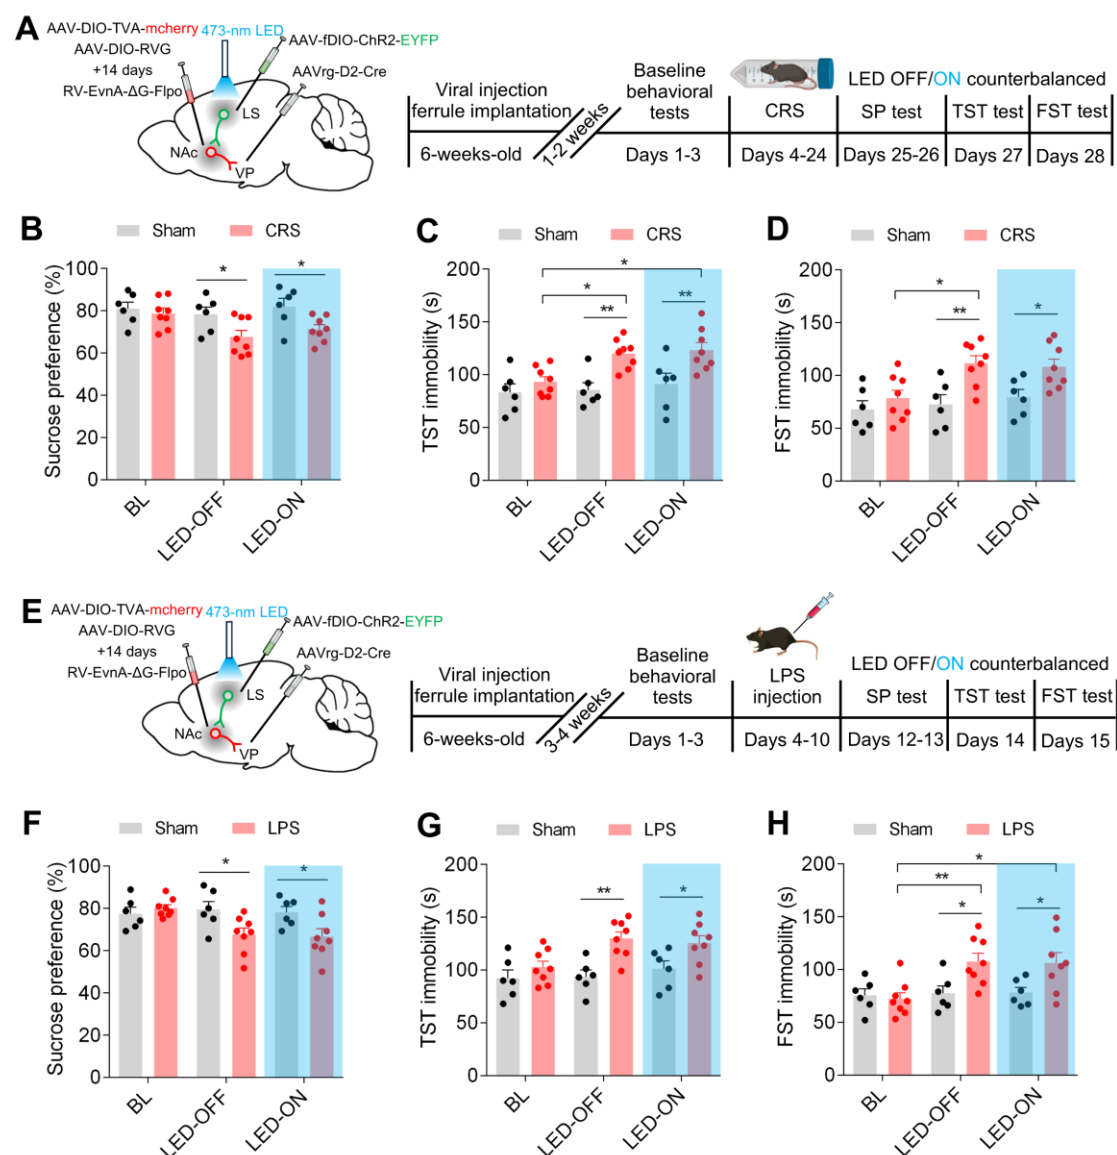 A
AAV-DIO-TVA-mcherry
AAV-DIO-RVG
+14 days
RV-EnvA-ΔG-Flpo
473-nm LED
AAV-fDIO-ChR2-EYFP
AAVrg-D2-Cre
LS
NAc
VP
Viral injection
ferrule implantation
6-weeks-old
1-2 weeks
Baseline
behavioral
tests
Days 1-3
CRS
Days 4-24
LED OFF/ON counterbalanced
SP test
TST test
FST test
Days 25-26
Days 27
Days 28
B
Sham
CRS
Sucrose preference (%)
100
80
60
40
20
0
*
*
BL
LED-OFF
LED-ON
C
Sham
CRS
TST immobility (s)
200
150
100
50
0
*
*
**
**
BL
LED-OFF
LED-ON
D
Sham
CRS
FST immobility (s)
200
150
100
50
0
*
**
*
BL
LED-OFF
LED-ON
E
AAV-DIO-TVA-mcherry
AAV-DIO-RVG
+14 days
RV-EvnA-ΔG-Flpo
473-nm LED
AAV-fDIO-ChR2-EYFP
AAVrg-D2-Cre
LS
NAc
VP
Viral injection
ferrule implantation
6-weeks-old
3-4 weeks
Baseline
behavioral
tests
Days 1-3
LPS
injection
Days 4-10
LED OFF/ON counterbalanced
SP test
TST test
FST test
Days 12-13
Days 14
Days 15
F
Sham
LPS
Sucrose preference (%)
100
80
60
40
20
0
*
*
BL
LED-OFF
LED-ON
G
Sham
LPS
TST immobility (s)
200
150
100
50
0
**
*
BL
LED-OFF
LED-ON
H
Sham
LPS
FST immobility (s)
200
150
100
50
0
*
**
*
*
BL
LED-OFF
LED-ON